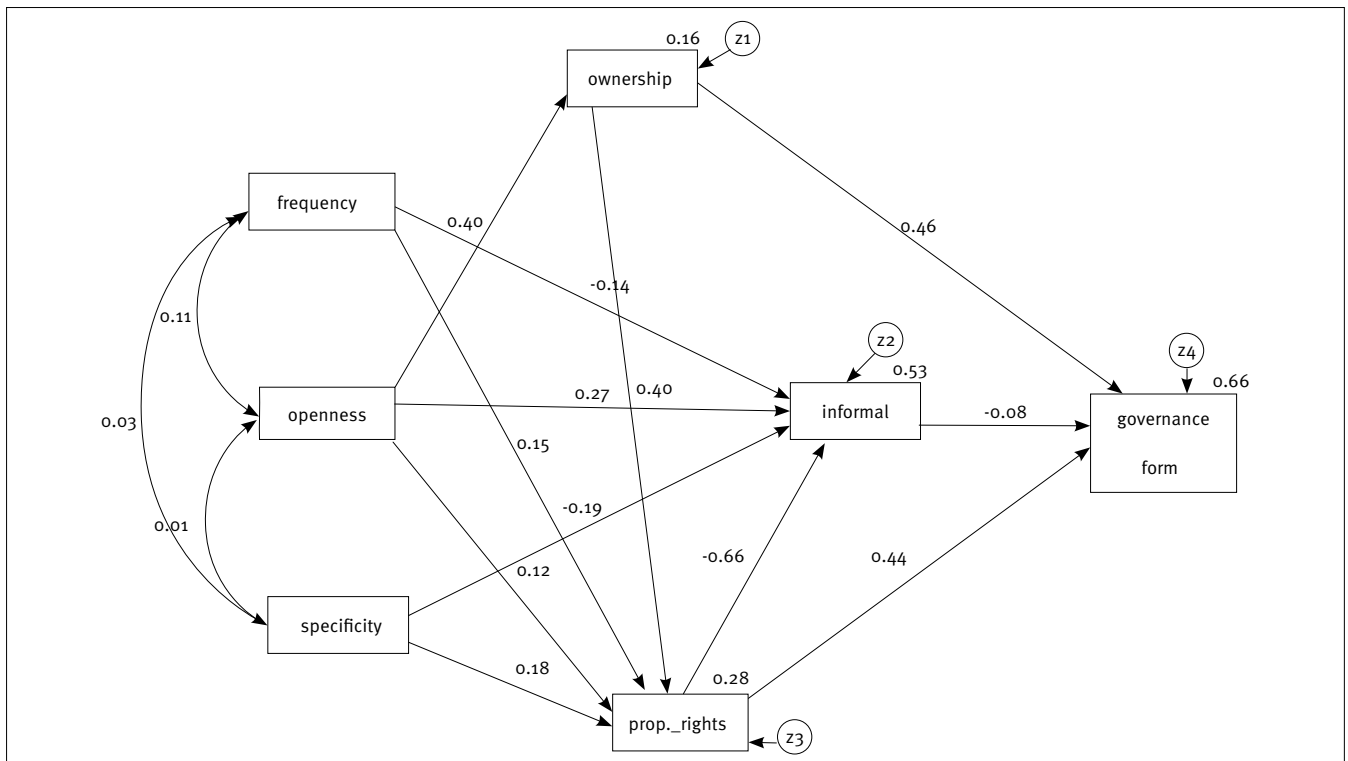 0.16
z1
ownership
frequency
0.40
0.46
-0.14
0.11
z2
z4
0.53
0.66
openness
0.27
0.40
informal
-0.08
governance
form
0.03
0.15
-0.19
0.01
-0.66
0.44
0.12
specificity
0.18
0.28
prop._rights
z3